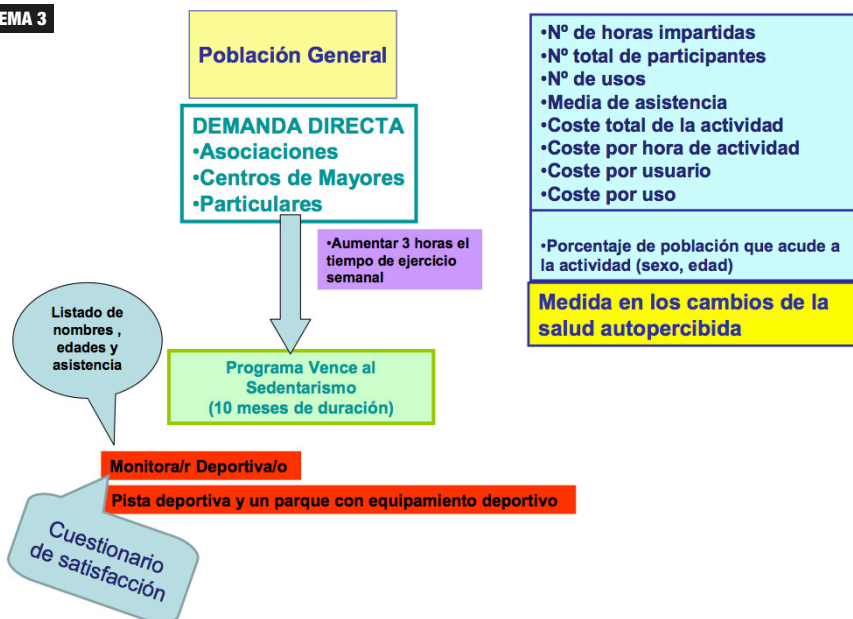 EMA 3
Población General
DEMANDA DIRECTA
•Asociaciones
•Centros de Mayores
•Particulares
•Aumentar 3 horas el
tiempo de ejercicio
semanal
Listado de
nombres ,
edades y
asistencia
Programa Vence al
Sedentarismo
(10 meses de duración)
Monitora/r Deportiva/o
Pista deportiva y un parque con equipamiento deportivo
Cuestionario
de satisfacción
•Nº de horas impartidas
•Nº total de participantes
•Nº de usos
•Media de asistencia
•Coste total de la actividad
•Coste por hora de actividad
•Coste por usuario
•Coste por uso
•Porcentaje de población que acude a
la actividad (sexo, edad)
Medida en los cambios de la
salud autopercibida